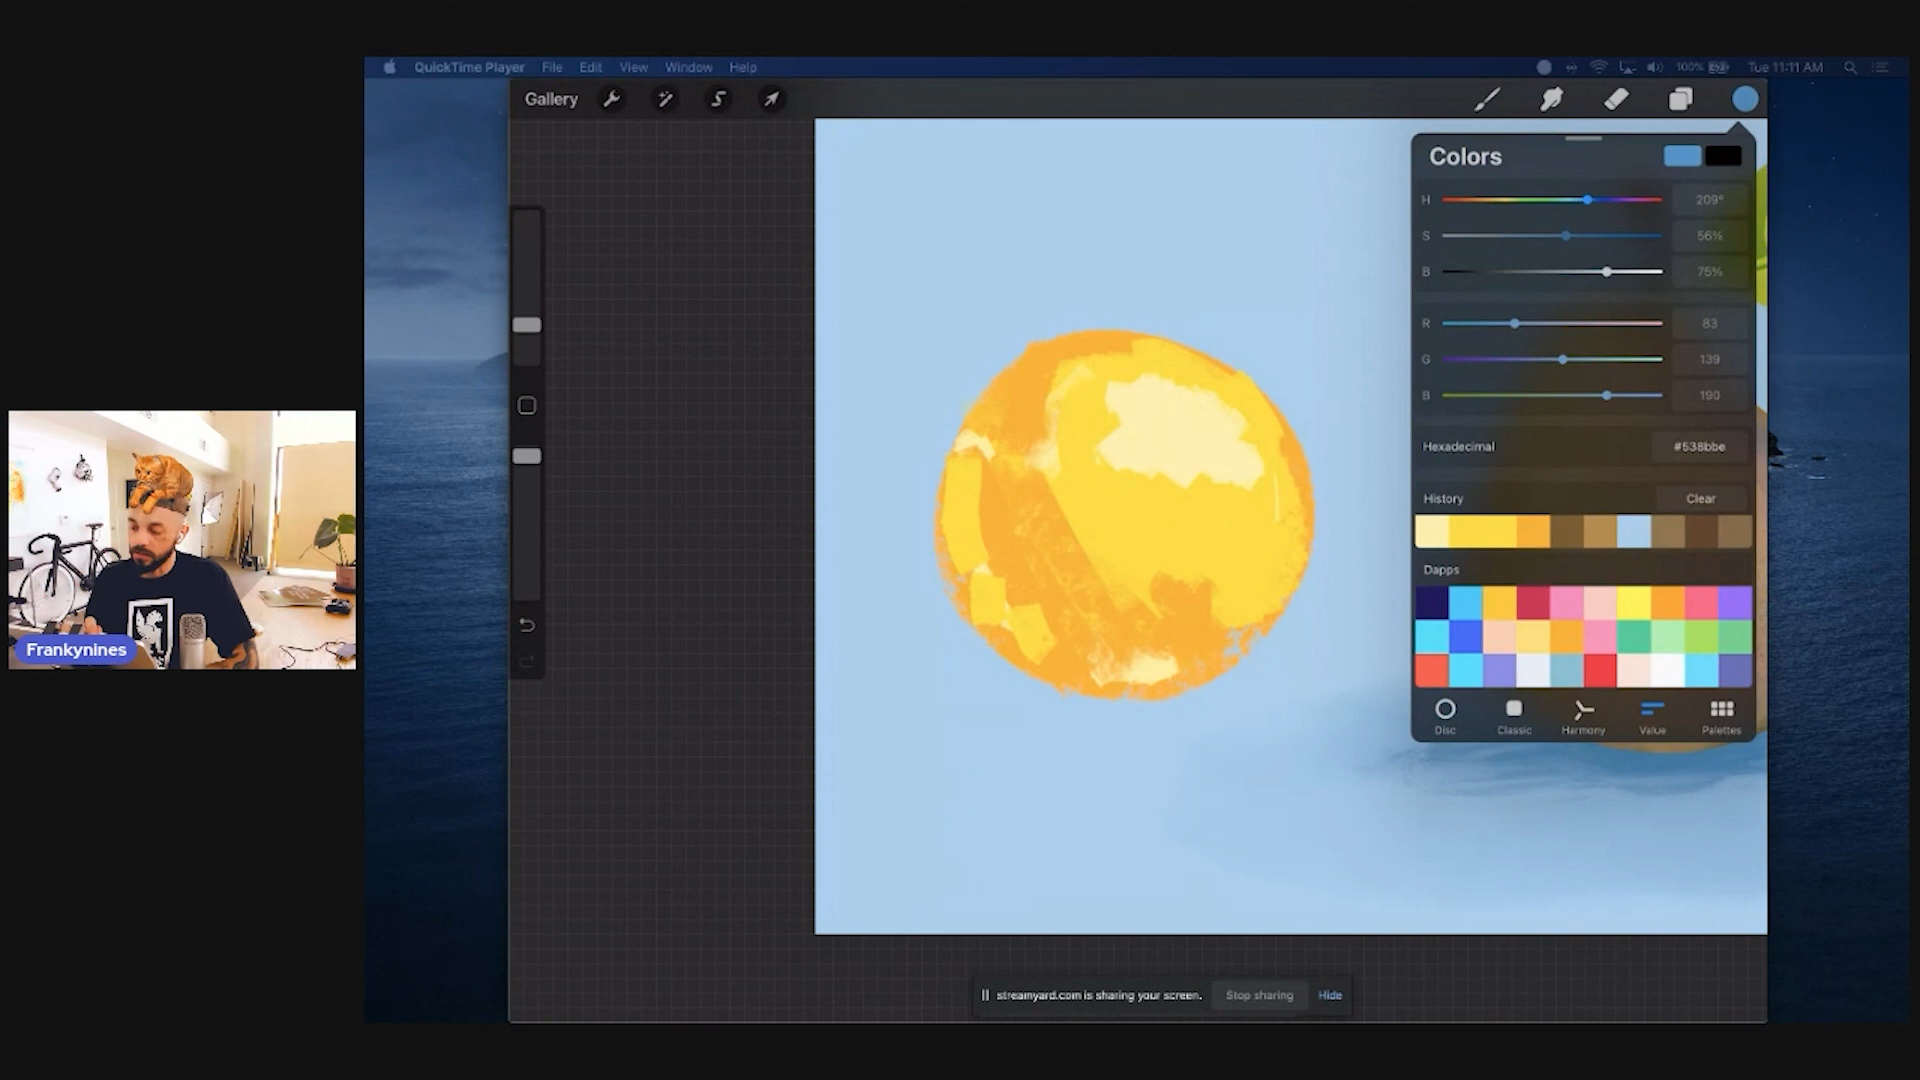 QuickTime Player File Edit View Window Help 100% Tue 11:11 AM
Gallery
Colors
H 209°
S 56%
B 75%
R 83
G 139
B 190
Hexadecimal #538bbe
History Clear
Dapps
Disc Classic Harmony Value Palettes
Frankynines
streamyard.com is sharing your screen. Stop sharing Hide